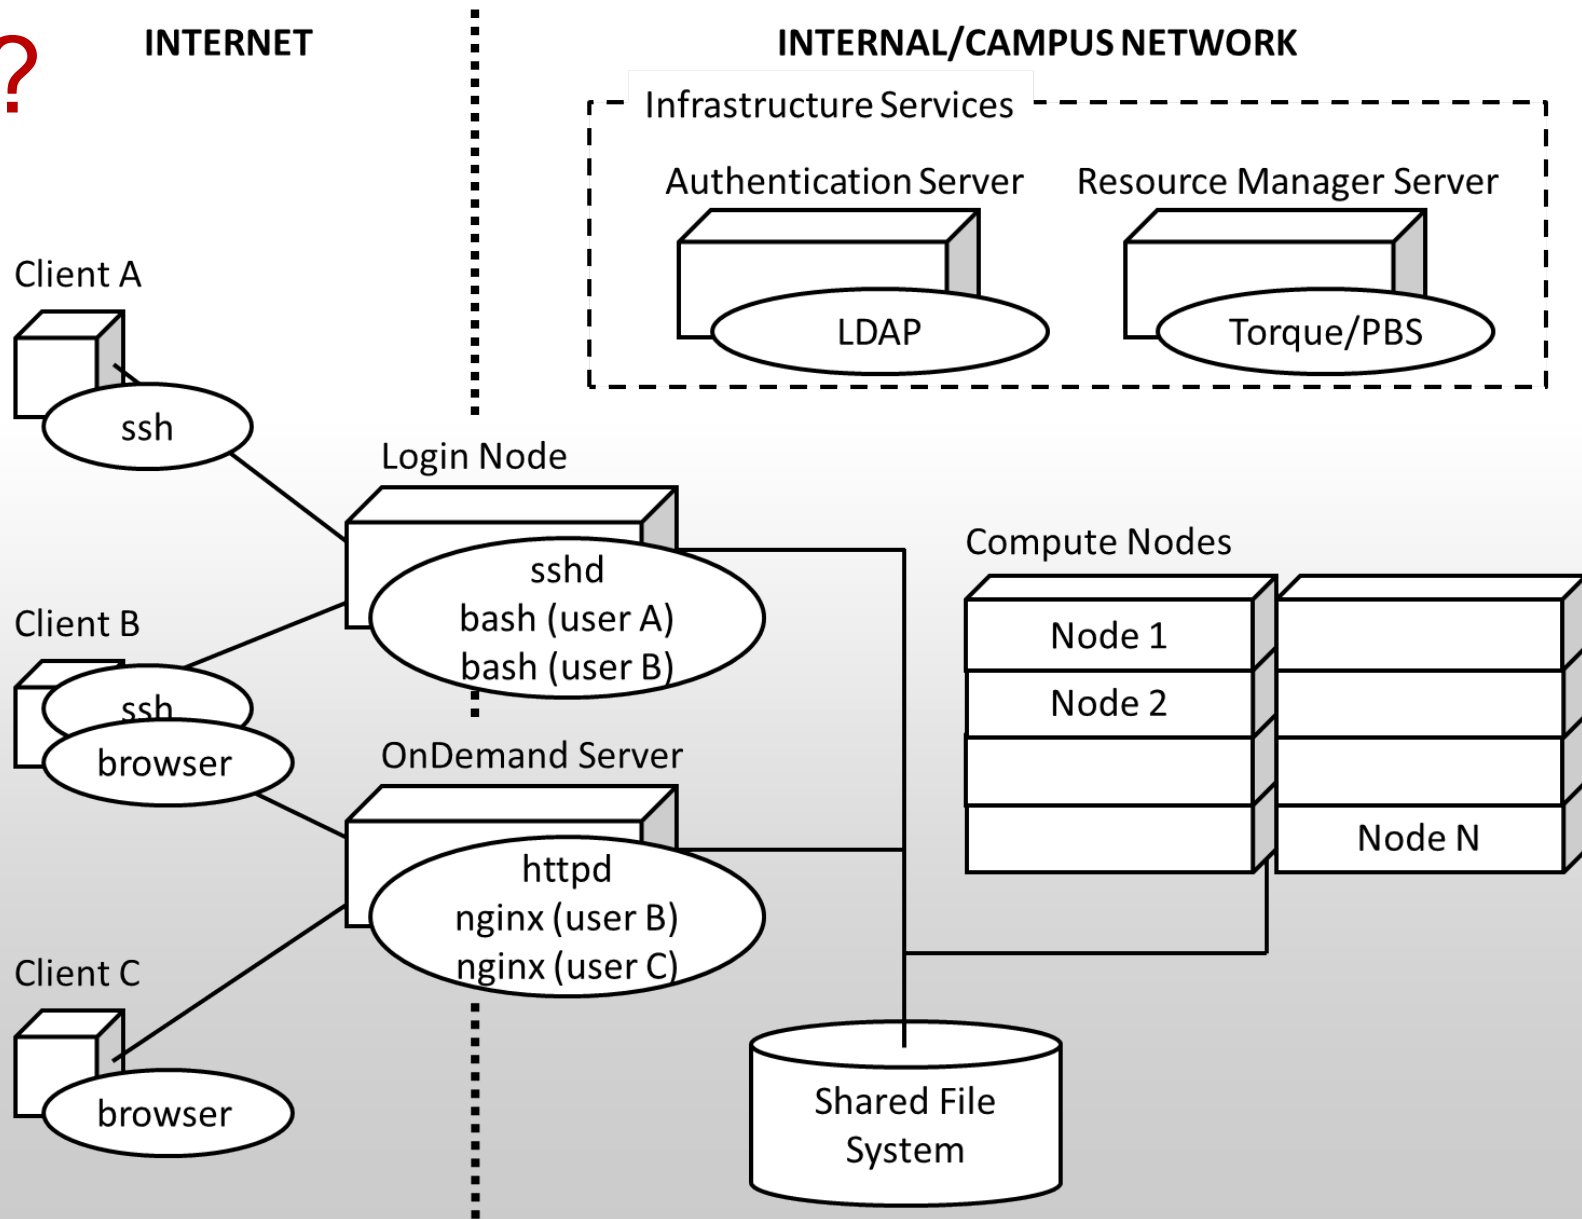 ?
INTERNET
INTERNAL/CAMPUS NETWORK
Infrastructure Services
Authentication Server
Resource Manager Server
LDAP
Torque/PBS
Client A
ssh
Login Node
sshd
bash (user A)
bash (user B)
Compute Nodes
Node 1
Node 2
Node N
Client B
ssh
browser
OnDemand Server
httpd
nginx (user B)
nginx (user C)
Client C
browser
Shared File
System